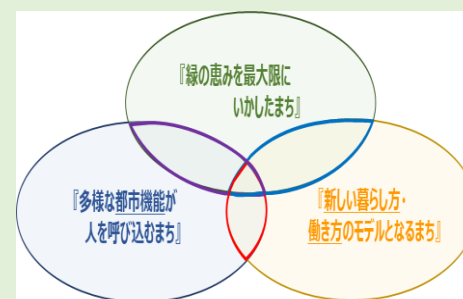 『緑の恵みを最大限に
いかしたまち』
『多様な都市機能が
人を呼び込むまち』
『新しい暮らし方・
働き方のモデルとなるまち』